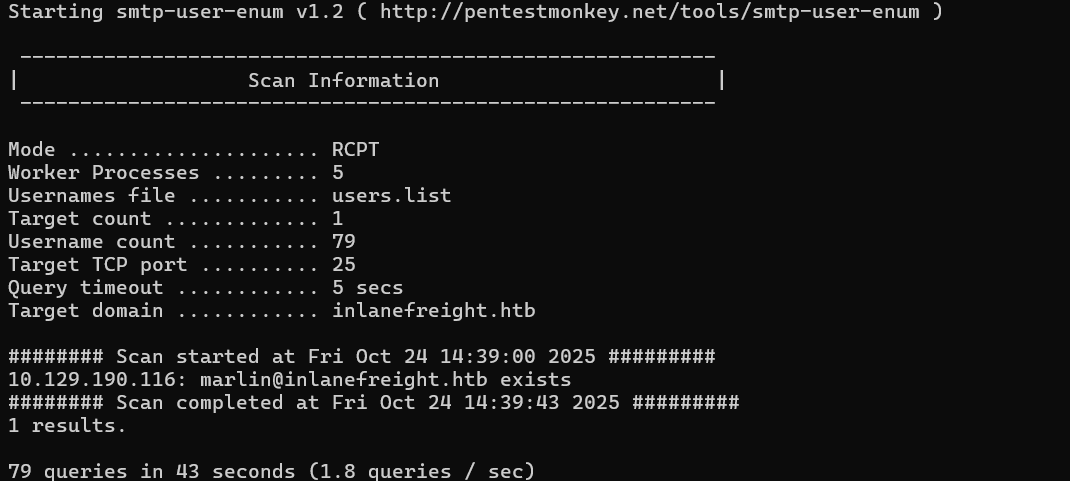 Starting smtp-user-enum v1.2 ( http://pentestmonkey.net/tools/smtp-user-enum )
 ----------------------------------------------------------
|                   Scan Information                       |
 ----------------------------------------------------------
Mode ..................... RCPT
Worker Processes ......... 5
Usernames file ........... users.list
Target count ............. 1
Username count ........... 79
Target TCP port .......... 25
Query timeout ............ 5 secs
Target domain ............ inlanefreight.htb
######## Scan started at Fri Oct 24 14:39:00 2025 #########
10.129.190.116: marlin@inlanefreight.htb exists
######## Scan completed at Fri Oct 24 14:39:43 2025 #########
1 results.
79 queries in 43 seconds (1.8 queries / sec)